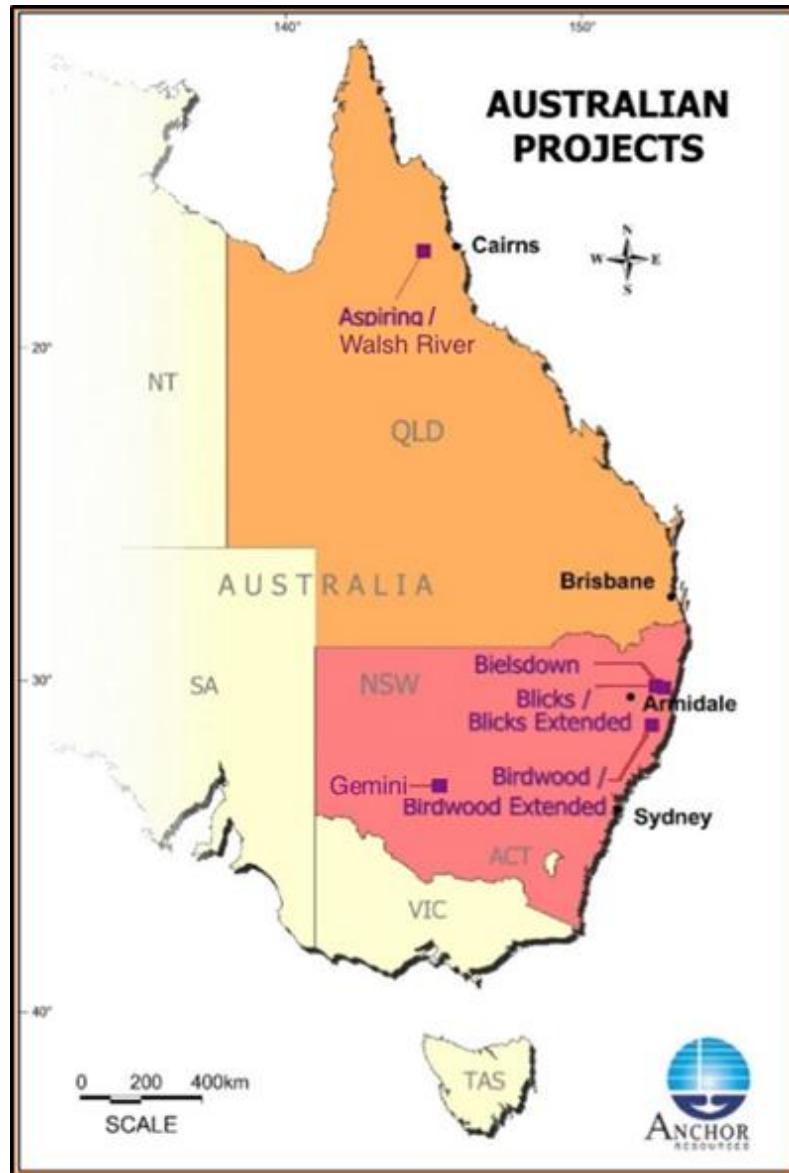 140°
150°
AUSTRALIAN
PROJECTS
N
W E
S
Cairns
Aspiring /
Walsh River
20°
NT
QLD
AUSTRALIA
Brisbane
30°
SA
NSW
Bielsdown
Blicks /
Blicks Extended
Armidale
Birdwood /
Birdwood Extended
Gemini
Sydney
ACT
VIC
40°
0 200 400km
SCALE
TAS
ANCHOR
RESOURCES